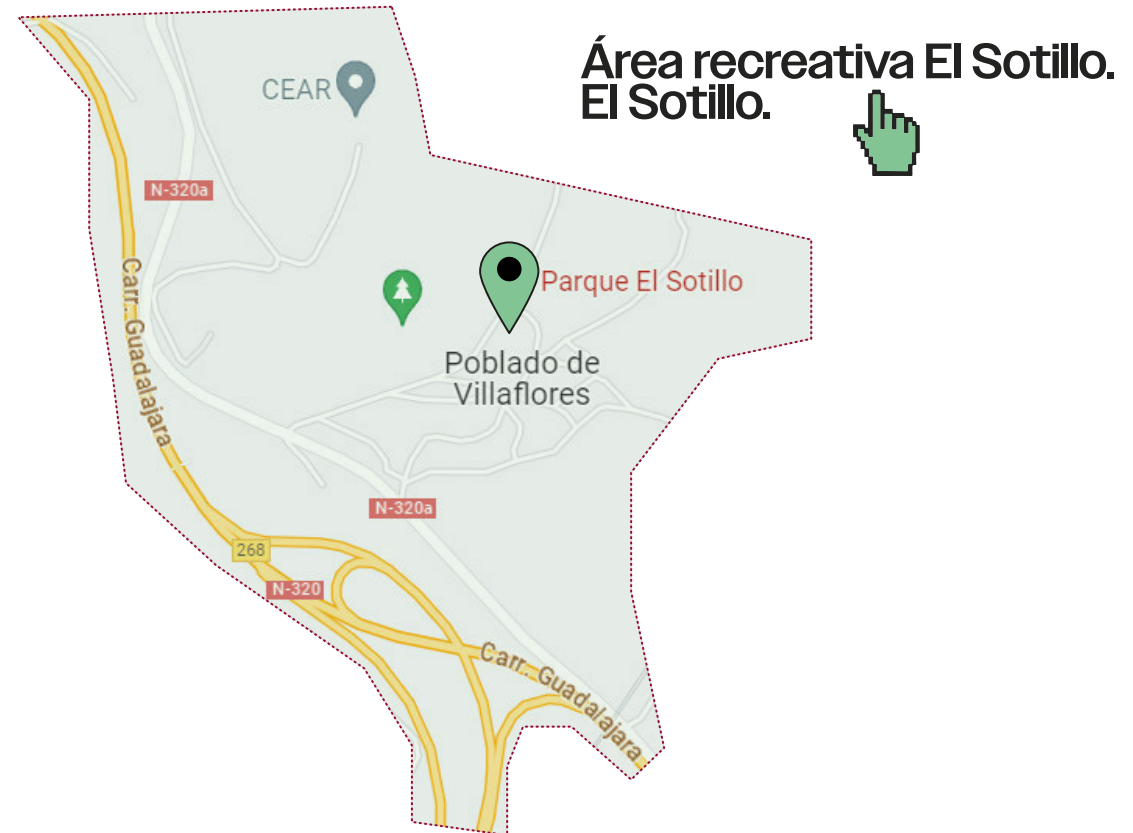 Área recreativa El Sotillo.
El Sotillo.
CEAR
N-320a
Carr. Guadalajara
Parque El Sotillo
Poblado de
Villaflores
N-320a
268
N-320
Carr. Guadalajara